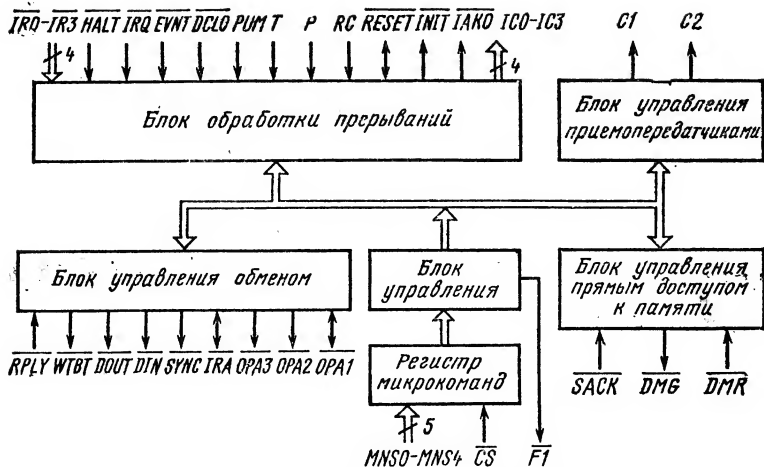 IR0-IR3 HALT IRQ EVNT DCLO PUM T P RC RESET INIT IAKO IC0-IC3 C1 C2
4
4
Блок обработки прерываний
Блок управления
приемопередатчиками
Блок управления обменом
Блок
управления
Блок управления
прямым доступом
к памяти
RPLY WTBT DOUT DIN SYNC IRA OPA3 OPA2 OPA1
Регистр
микрокоманд
SACK DMG DMR
5
MNS0-MNS4 CS F1